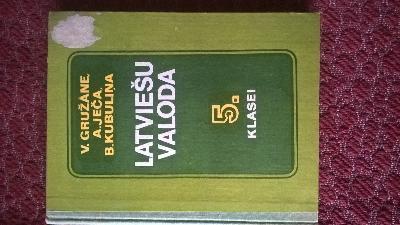 V. GRUŽANE,
A. JEČA,
B. KUBULIŅA
LATVIEŠU
VALODA
5.
KLASEI